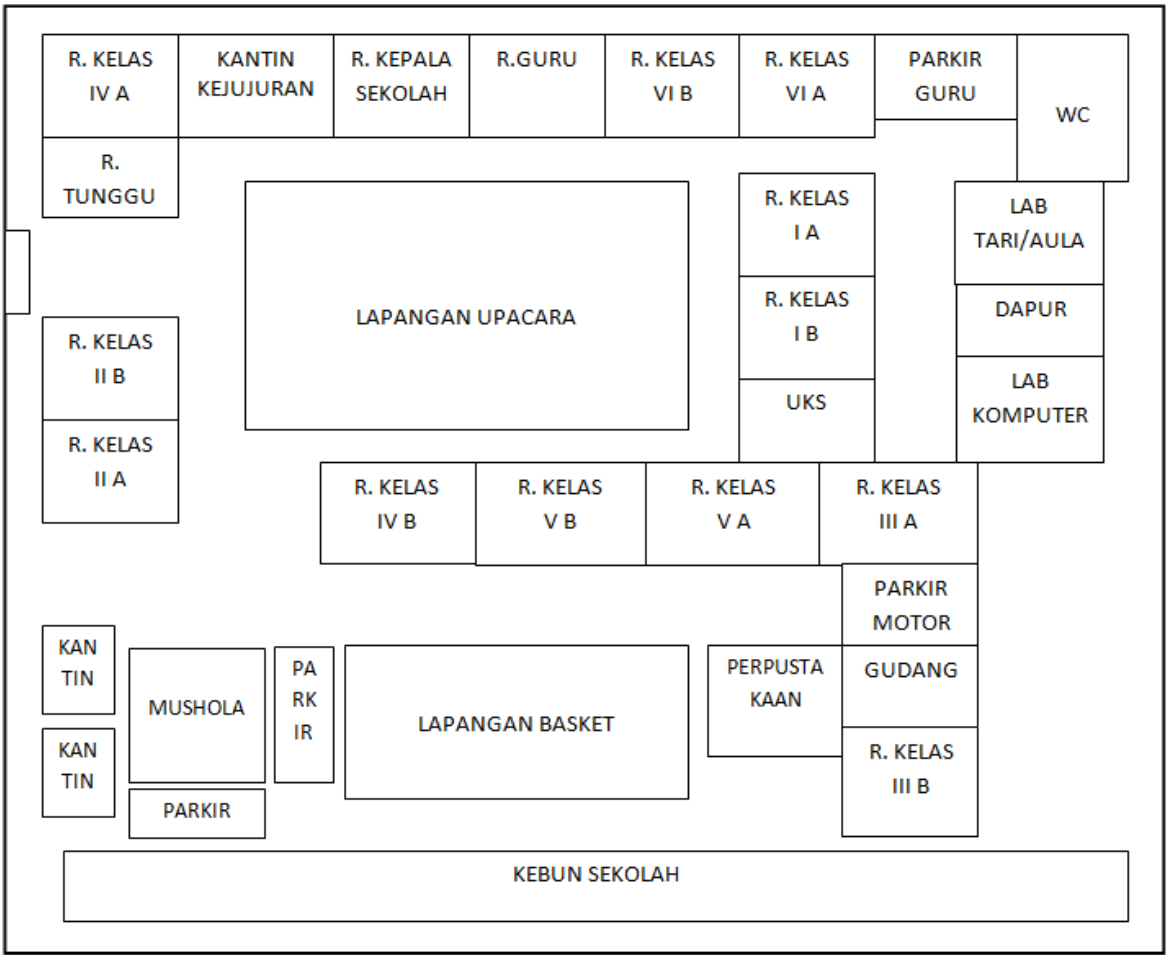 R. KELAS
IV A
KANTIN
KEJUJURAN
R. KEPALA
SEKOLAH
R.GURU
R. KELAS
VI B
R. KELAS
VI A
PARKIR
GURU
WC
R.
TUNGGU
R. KELAS
I A
LAB
TARI/AULA
LAPANGAN UPACARA
R. KELAS
I B
DAPUR
R. KELAS
II B
UKS
LAB
KOMPUTER
R. KELAS
II A
R. KELAS
IV B
R. KELAS
V B
R. KELAS
V A
R. KELAS
III A
PARKIR
MOTOR
KAN
TIN
MUSHOLA
PA
RK
IR
LAPANGAN BASKET
PERPUSTA
KAAN
GUDANG
KAN
TIN
R. KELAS
III B
PARKIR
KEBUN SEKOLAH